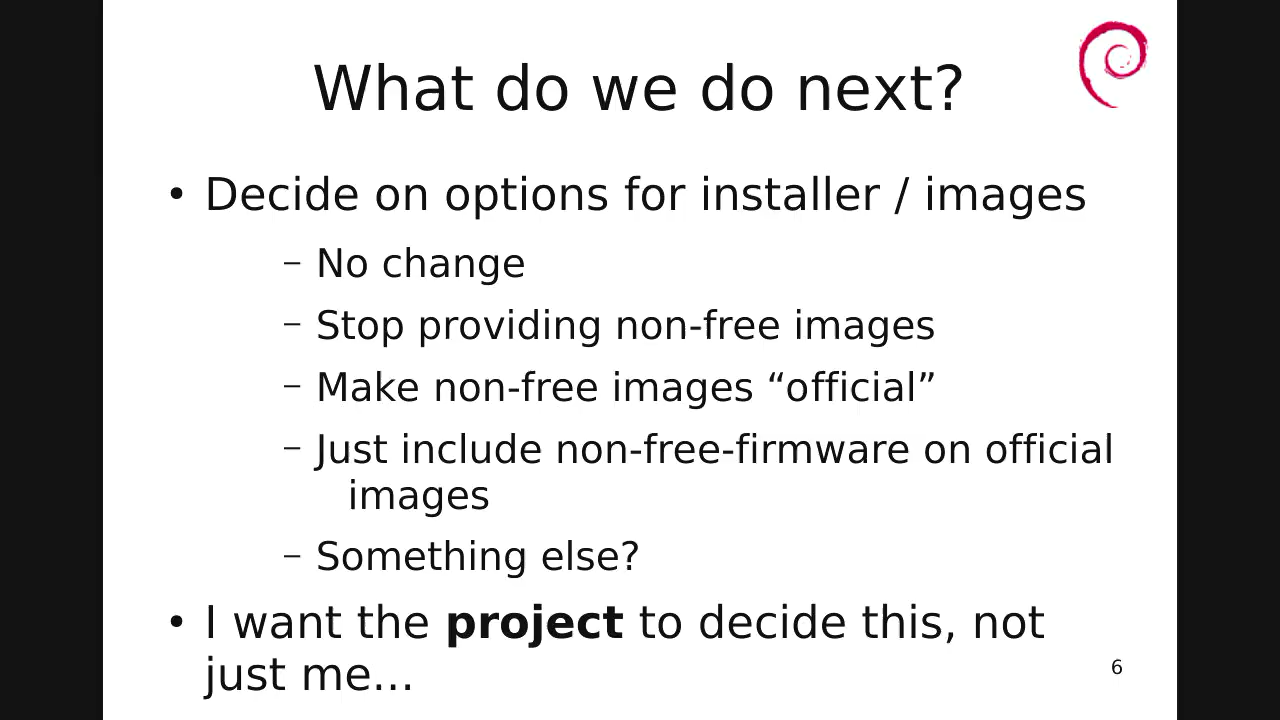 What do we do next?
• Decide on options for installer / images
– No change
– Stop providing non-free images
– Make non-free images “official”
– Just include non-free-firmware on official
images
– Something else?
• I want the project to decide this, not
just me...
6